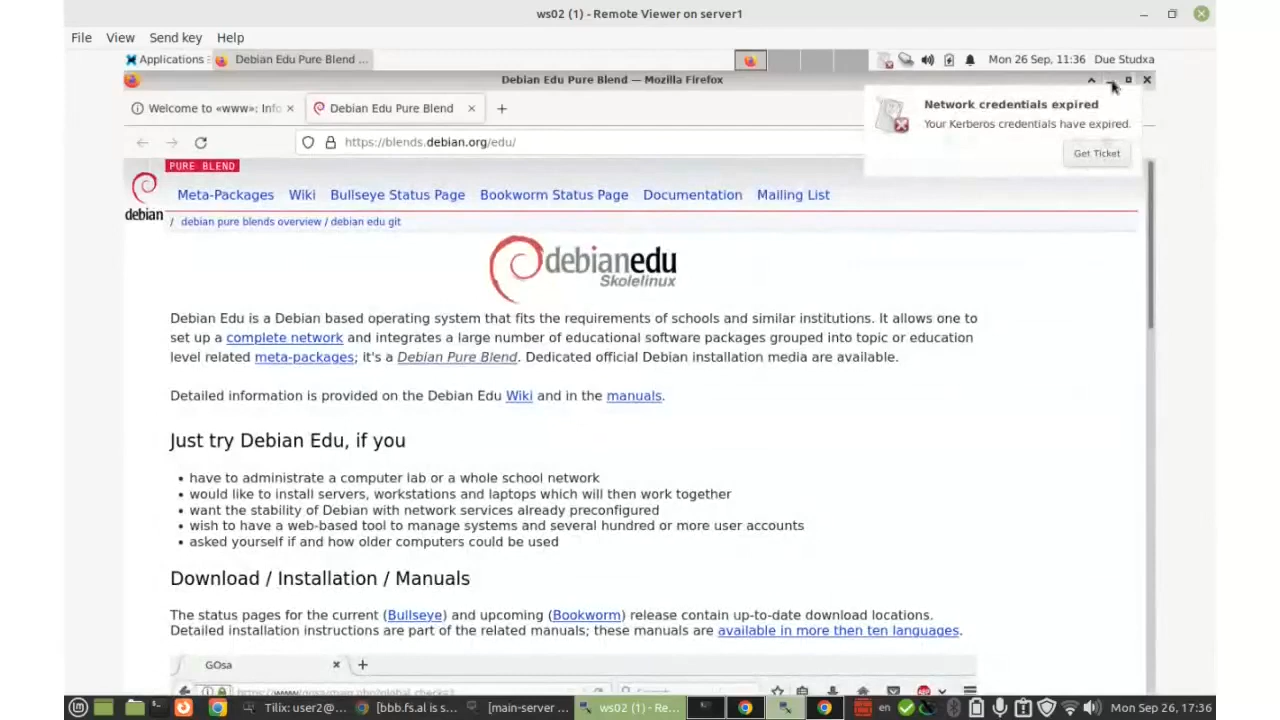 ws02 (1) - Remote Viewer on server1
File View Send key Help
Applications Debian Edu Pure Blend ... Mon 26 Sep, 11:36 Due Studxa
Debian Edu Pure Blend — Mozilla Firefox
Welcome to «www»: Info Debian Edu Pure Blend
Network credentials expired
Your Kerberos credentials have expired.
Get Ticket
https://blends.debian.org/edu/
PURE BLEND
debian
Meta-Packages Wiki Bullseye Status Page Bookworm Status Page Documentation Mailing List
/ debian pure blends overview / debian edu git
debianedu
Skolelinux
Debian Edu is a Debian based operating system that fits the requirements of schools and similar institutions. It allows one to
set up a complete network and integrates a large number of educational software packages grouped into topic or education
level related meta-packages; it's a Debian Pure Blend. Dedicated official Debian installation media are available.
Detailed information is provided on the Debian Edu Wiki and in the manuals.
Just try Debian Edu, if you
• have to administrate a computer lab or a whole school network
• would like to install servers, workstations and laptops which will then work together
• want the stability of Debian with network services already preconfigured
• wish to have a web-based tool to manage systems and several hundred or more user accounts
• asked yourself if and how older computers could be used
Download / Installation / Manuals
The status pages for the current (Bullseye) and upcoming (Bookworm) release contain up-to-date download locations.
Detailed installation instructions are part of the related manuals; these manuals are available in more then ten languages.
GOsa
Tilix: user2@... [bbb.fs.al is s... [main-server ... ws02 (1) - Re... en Mon Sep 26, 17:36